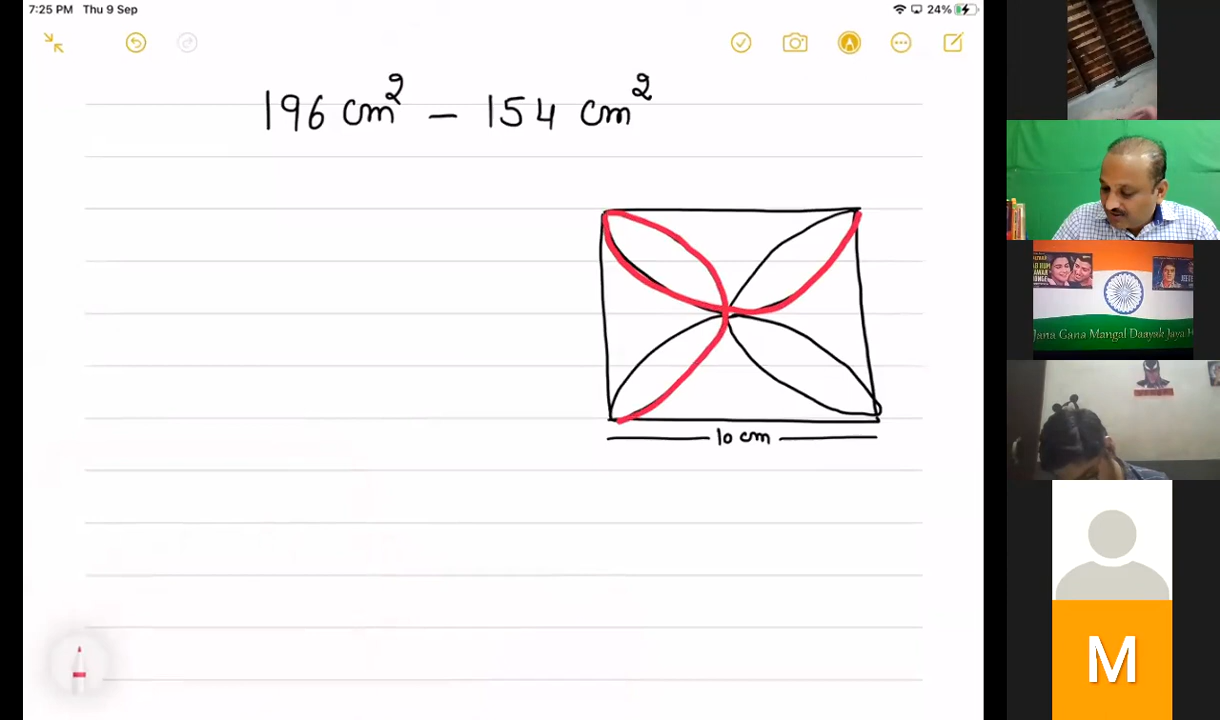 7:25 PM Thu 9 Sep
24%
196 cm² – 154 cm²
10 cm
Jana Gana Mangal Daayak Jaya H
M